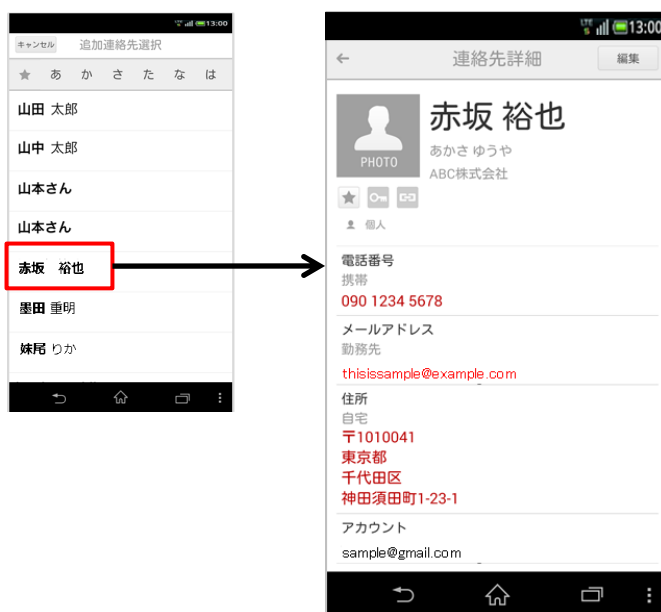 13:00
キャンセル 追加連絡先選択
★ あ か さ た な は
山田 太郎
山中 太郎
山本さん
山本さん
赤坂 裕也
墨田 重明
妹尾 りか
LTE 13:00
← 連絡先詳細 編集
赤坂 裕也
あかさ ゆうや
ABC株式会社
PHOTO
個人
電話番号
携帯
090 1234 5678
メールアドレス
勤務先
thisissample@example.com
住所
自宅
〒1010041
東京都
千代田区
神田須田町1-23-1
アカウント
sample@gmail.com